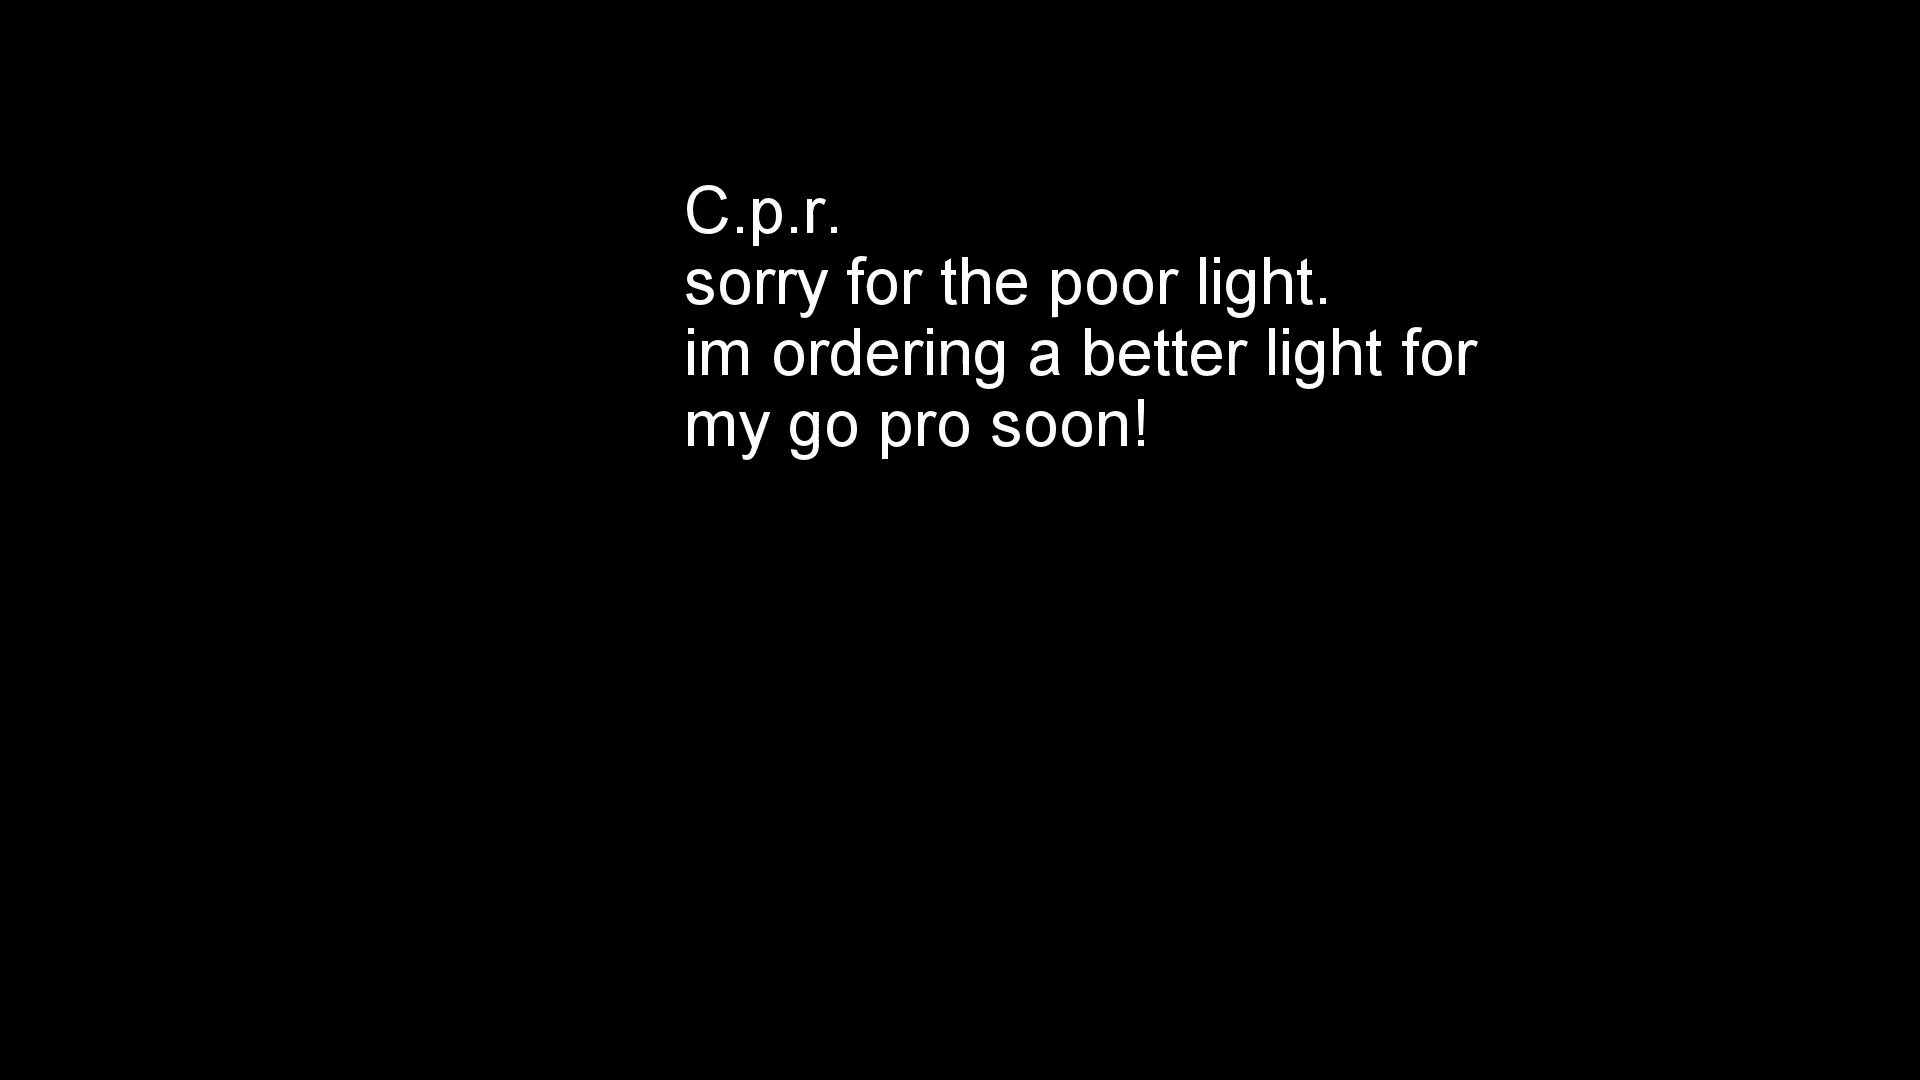 C.p.r.
sorry for the poor light.
im ordering a better light for
my go pro soon!